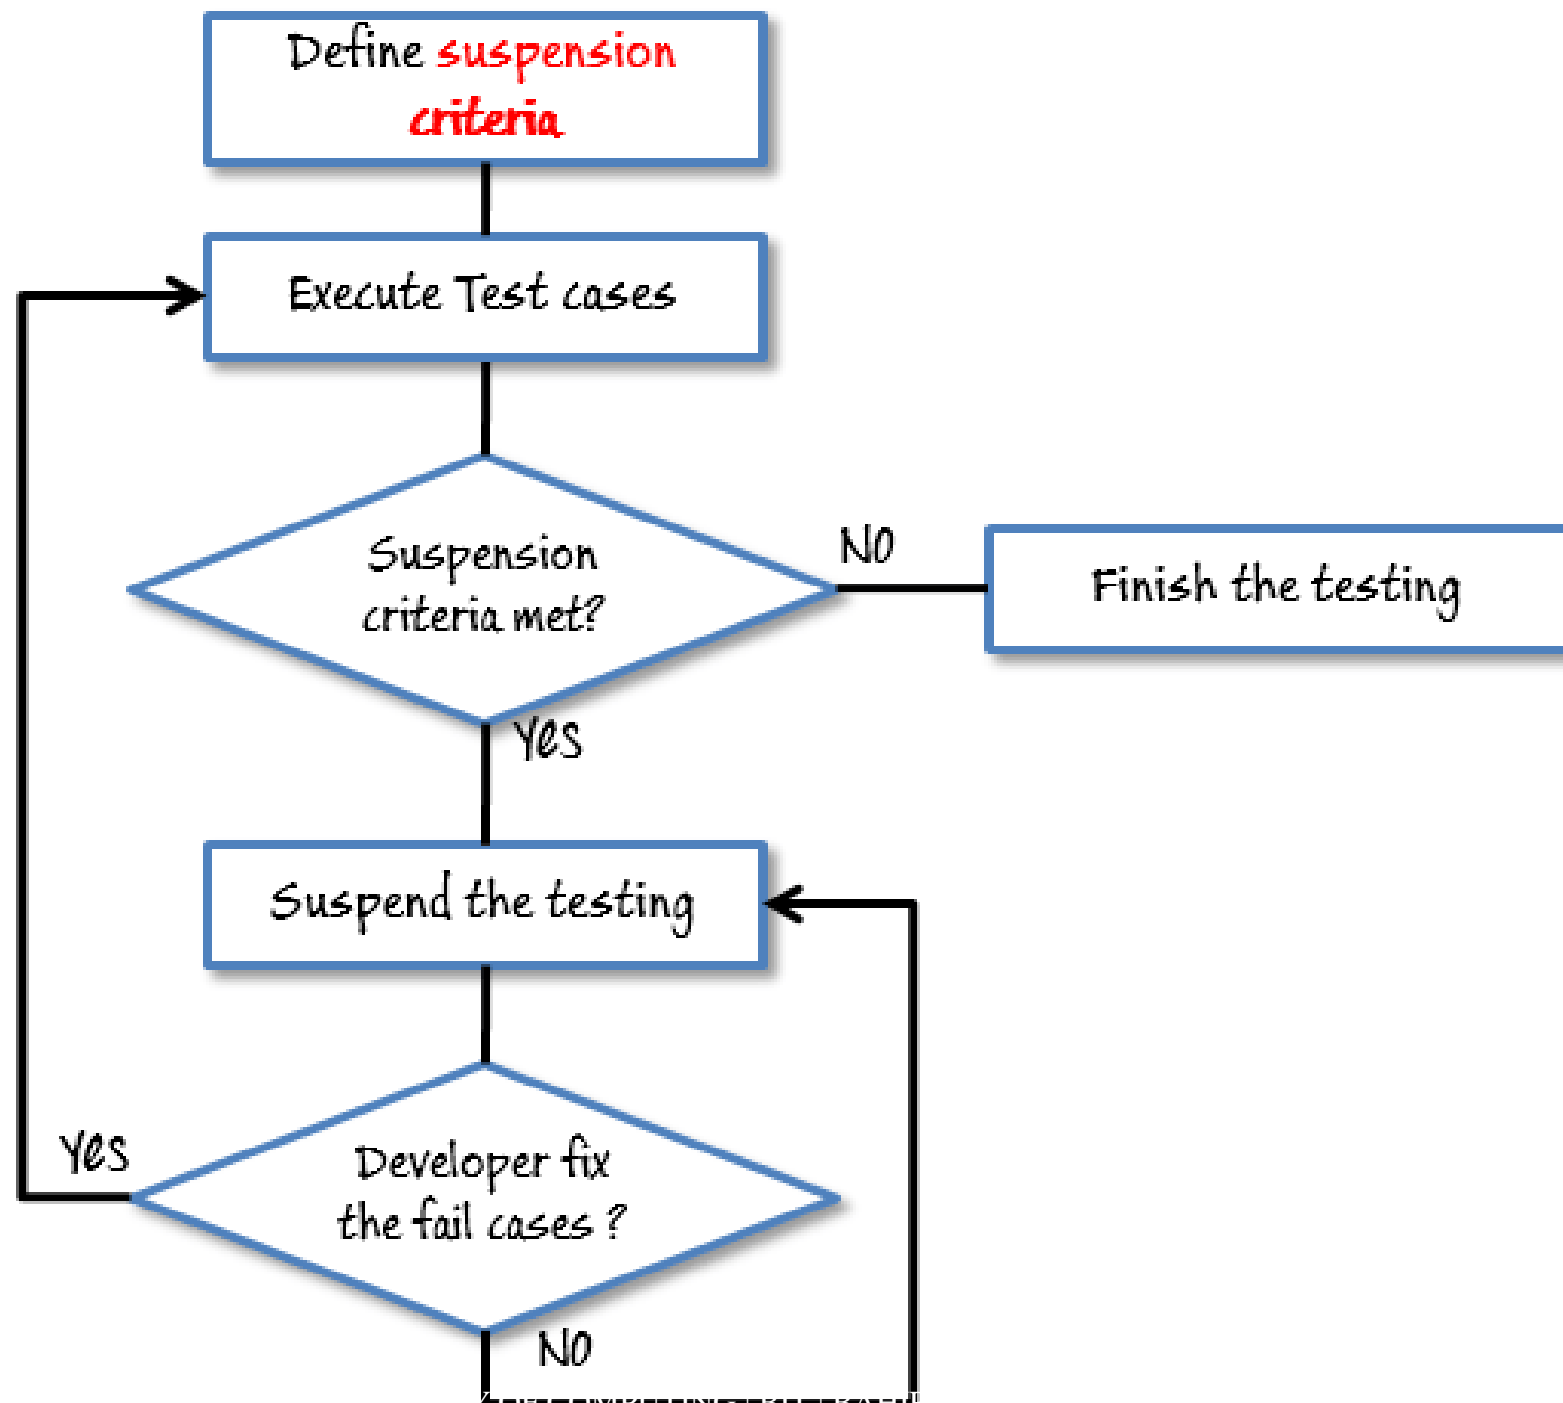 Define suspension
criteria
Execute Test cases
Suspension
criteria met?
NO
Finish the testing
Yes
Suspend the testing
Yes
Developer fix
the fail cases ?
NO